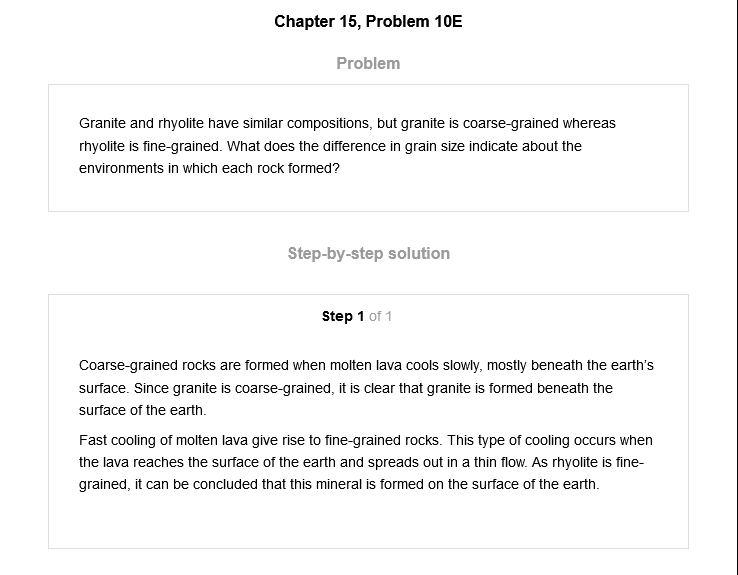 Chapter 15, Problem 10E
Problem
Granite and rhyolite have similar compositions, but granite is coarse-grained whereas
rhyolite is fine-grained. What does the difference in grain size indicate about the
environments in which each rock formed?
Step-by-step solution
Step 1 of 1
Coarse-grained rocks are formed when molten lava cools slowly, mostly beneath the earth's
surface. Since granite is coarse-grained, it is clear that granite is formed beneath the
surface of the earth.
Fast cooling of molten lava give rise to fine-grained rocks. This type of cooling occurs when
the lava reaches the surface of the earth and spreads out in a thin flow. As rhyolite is fine-
grained, it can be concluded that this mineral is formed on the surface of the earth.